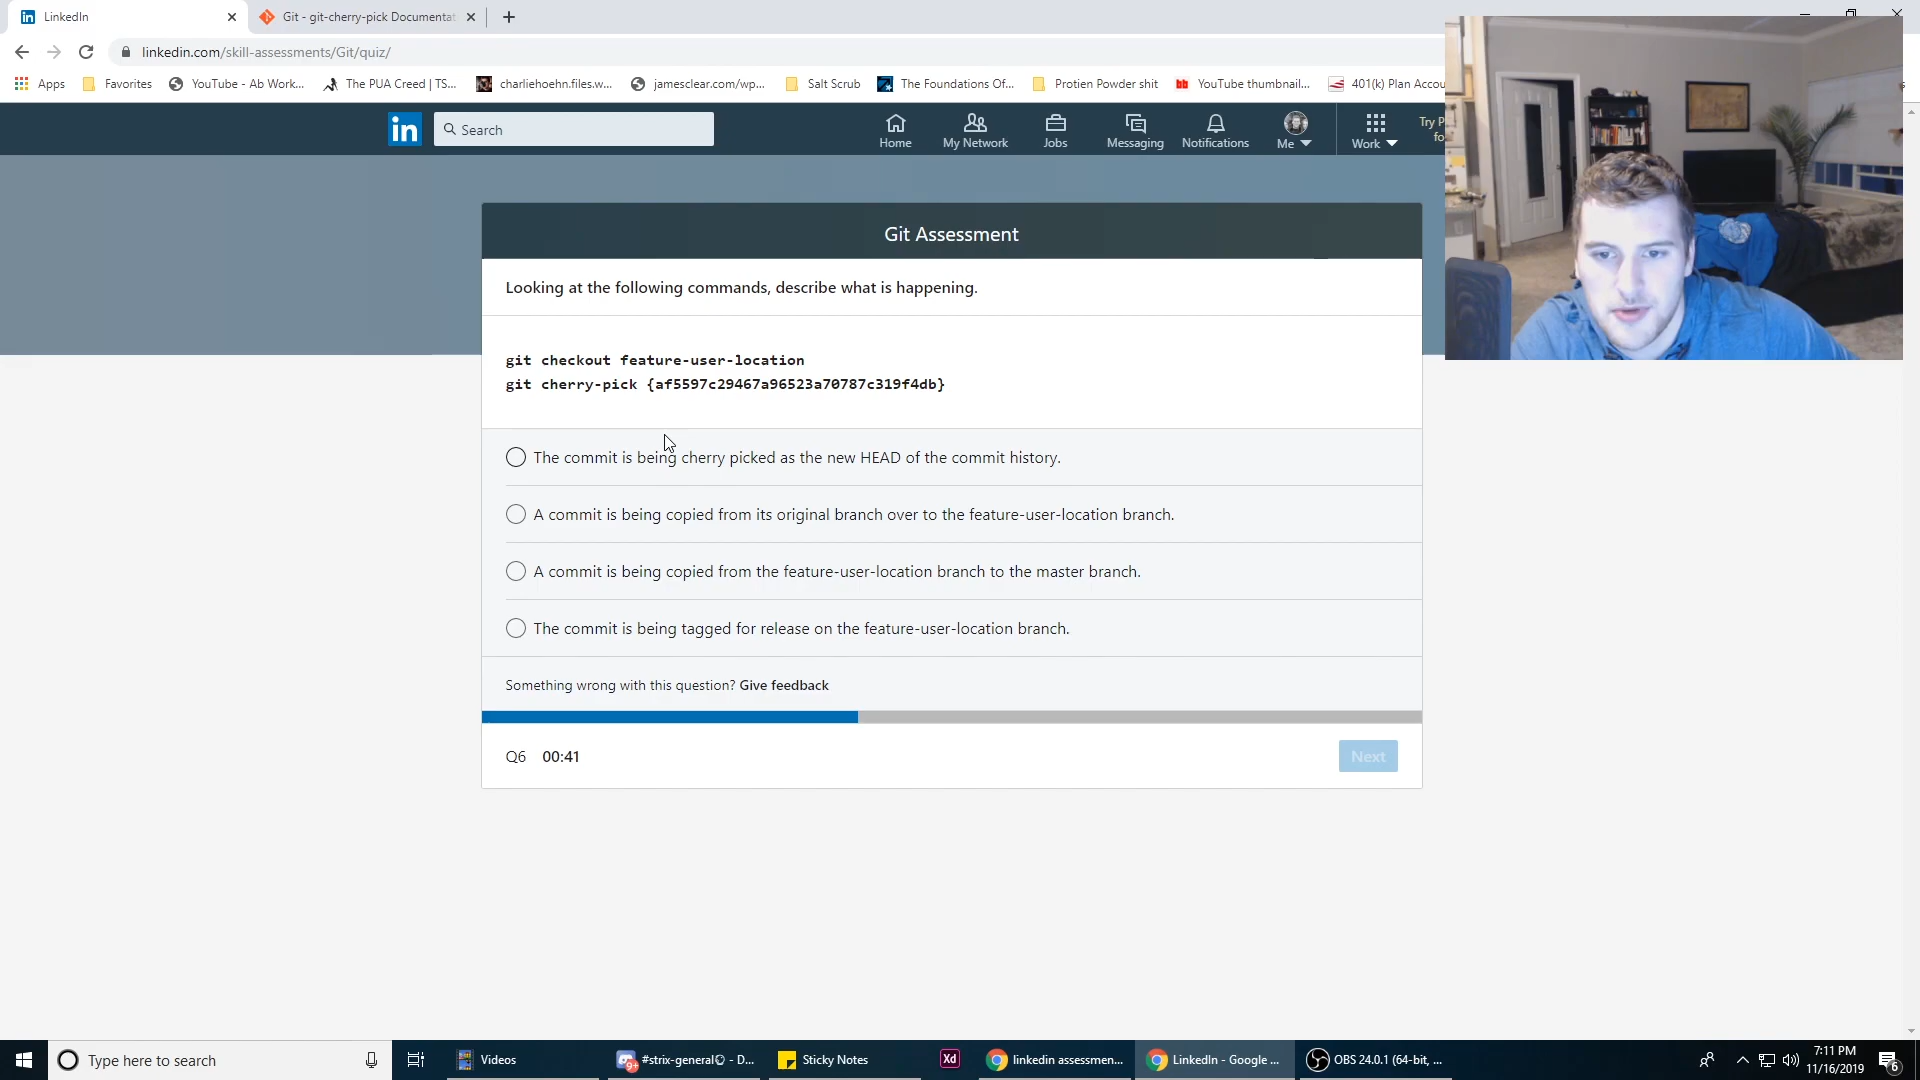 LinkedIn
Git - git-cherry-pick Documentat
linkedin.com/skill-assessments/Git/quiz/
Apps
Favorites
YouTube - Ab Work...
The PUA Creed | TS...
charliehoehn.files.w...
jamesclear.com/wp...
Salt Scrub
The Foundations Of...
Protien Powder shit
YouTube thumbnail...
401(k) Plan Accou
in
Search
Home
My Network
Jobs
Messaging
Notifications
Me
Work
Try P
fo
Git Assessment
Looking at the following commands, describe what is happening.
git checkout feature-user-location
git cherry-pick {af5597c29467a96523a70787c319f4db}
The commit is being cherry picked as the new HEAD of the commit history.
A commit is being copied from its original branch over to the feature-user-location branch.
A commit is being copied from the feature-user-location branch to the master branch.
The commit is being tagged for release on the feature-user-location branch.
Something wrong with this question? Give feedback
Q6 00:41
Next
Type here to search
Videos
#strix-general© - D...
Sticky Notes
Xd
linkedin assessmen...
LinkedIn - Google ...
OBS 24.0.1 (64-bit, ...
7:11 PM
11/16/2019
6